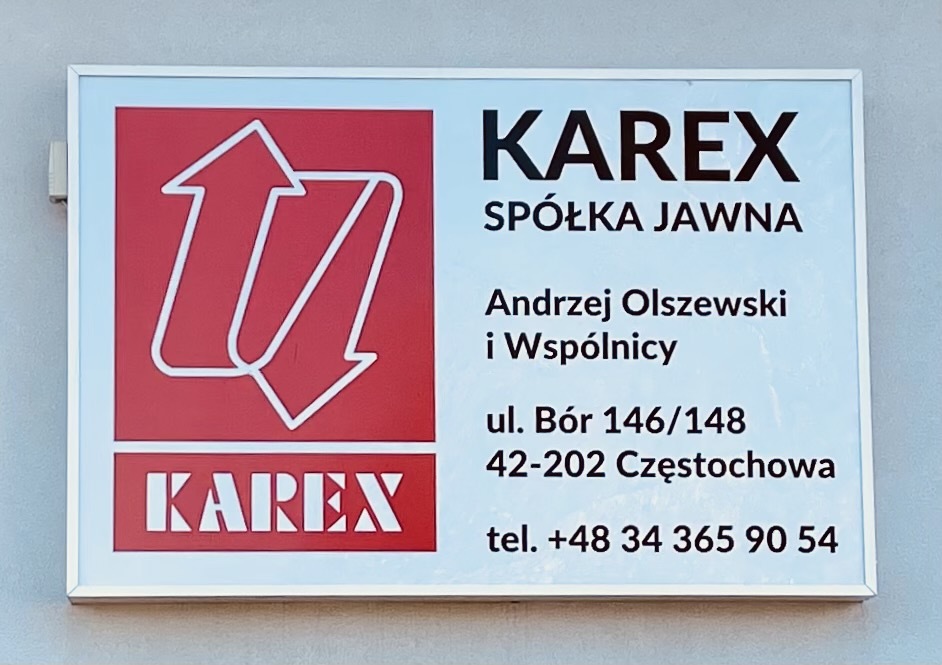 KAREX
SPÓŁKA JAWNA
Andrzej Olszewski
i Wspólnicy
ul. Bór 146/148
42-202 Częstochowa
tel. +48 34 365 90 54
KAREX